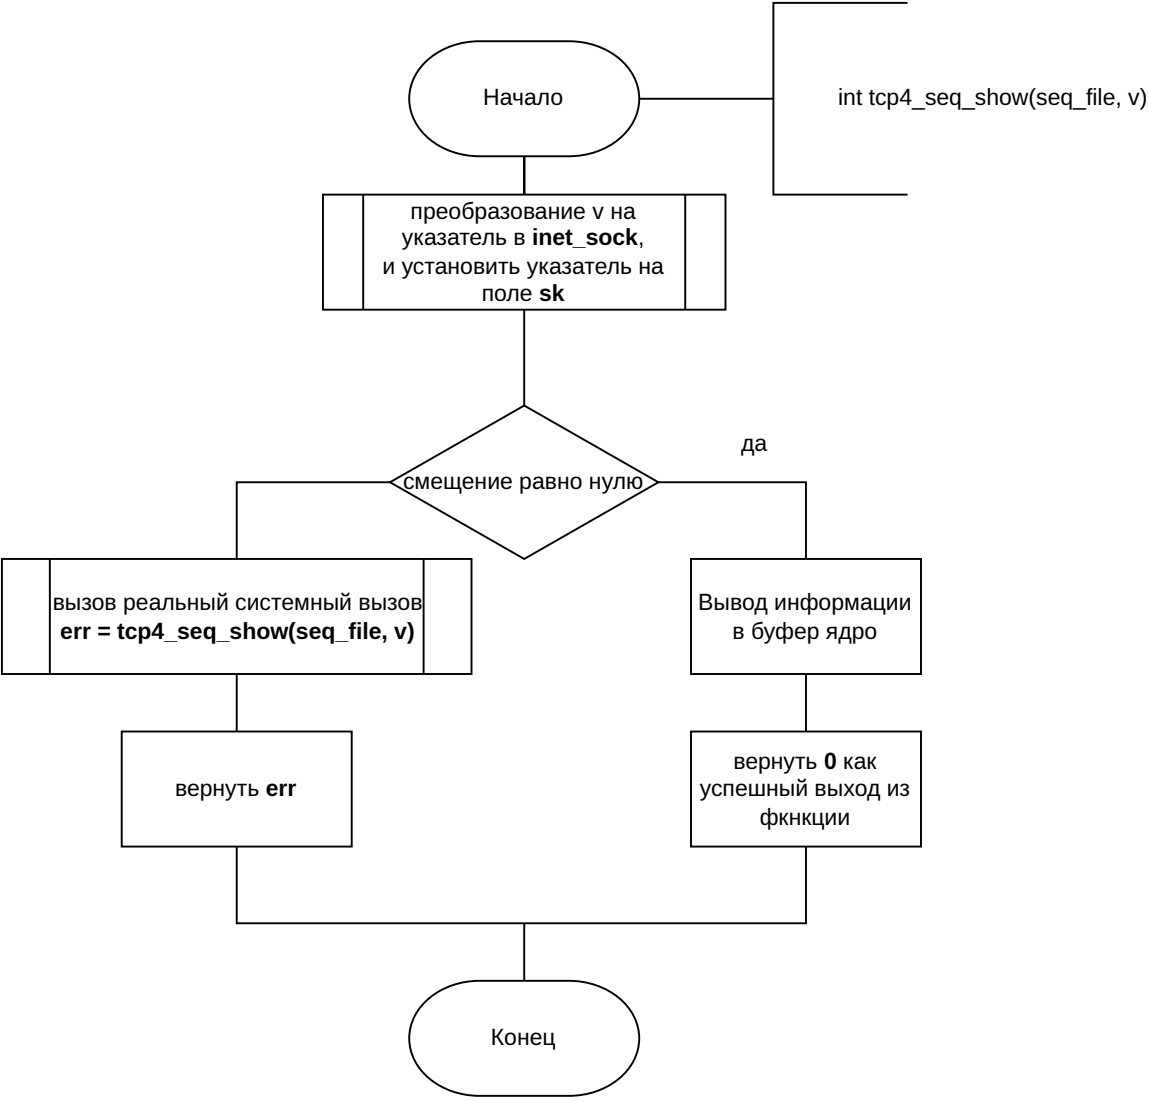 Начало
int tcp4_seq_show(seq_file, v)
преобразование v на
указатель в inet_sock,
и установить указатель на
поле sk
да
смещение равно нулю
вызов реальный системный вызов
err = tcp4_seq_show(seq_file, v)
Вывод информации
в буфер ядро
вернуть err
вернуть 0 как
успешный выход из
фкнкции
Конец